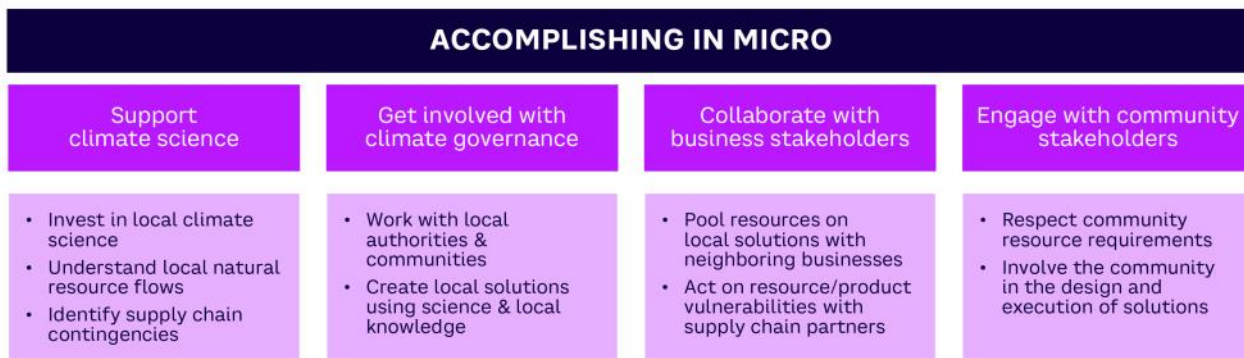 ACCOMPLISHING IN MICRO
Support
climate science
Get involved with
climate governance
Collaborate with
business stakeholders
Engage with community
stakeholders
• Invest in local climate
science
• Understand local natural
resource flows
• Identify supply chain
contingencies
• Work with local
authorities &
communities
• Create local solutions
using science & local
knowledge
• Pool resources on
local solutions with
neighboring businesses
• Act on resource/product
vulnerabilities with
supply chain partners
• Respect community
resource requirements
• Involve the community
in the design and
execution of solutions